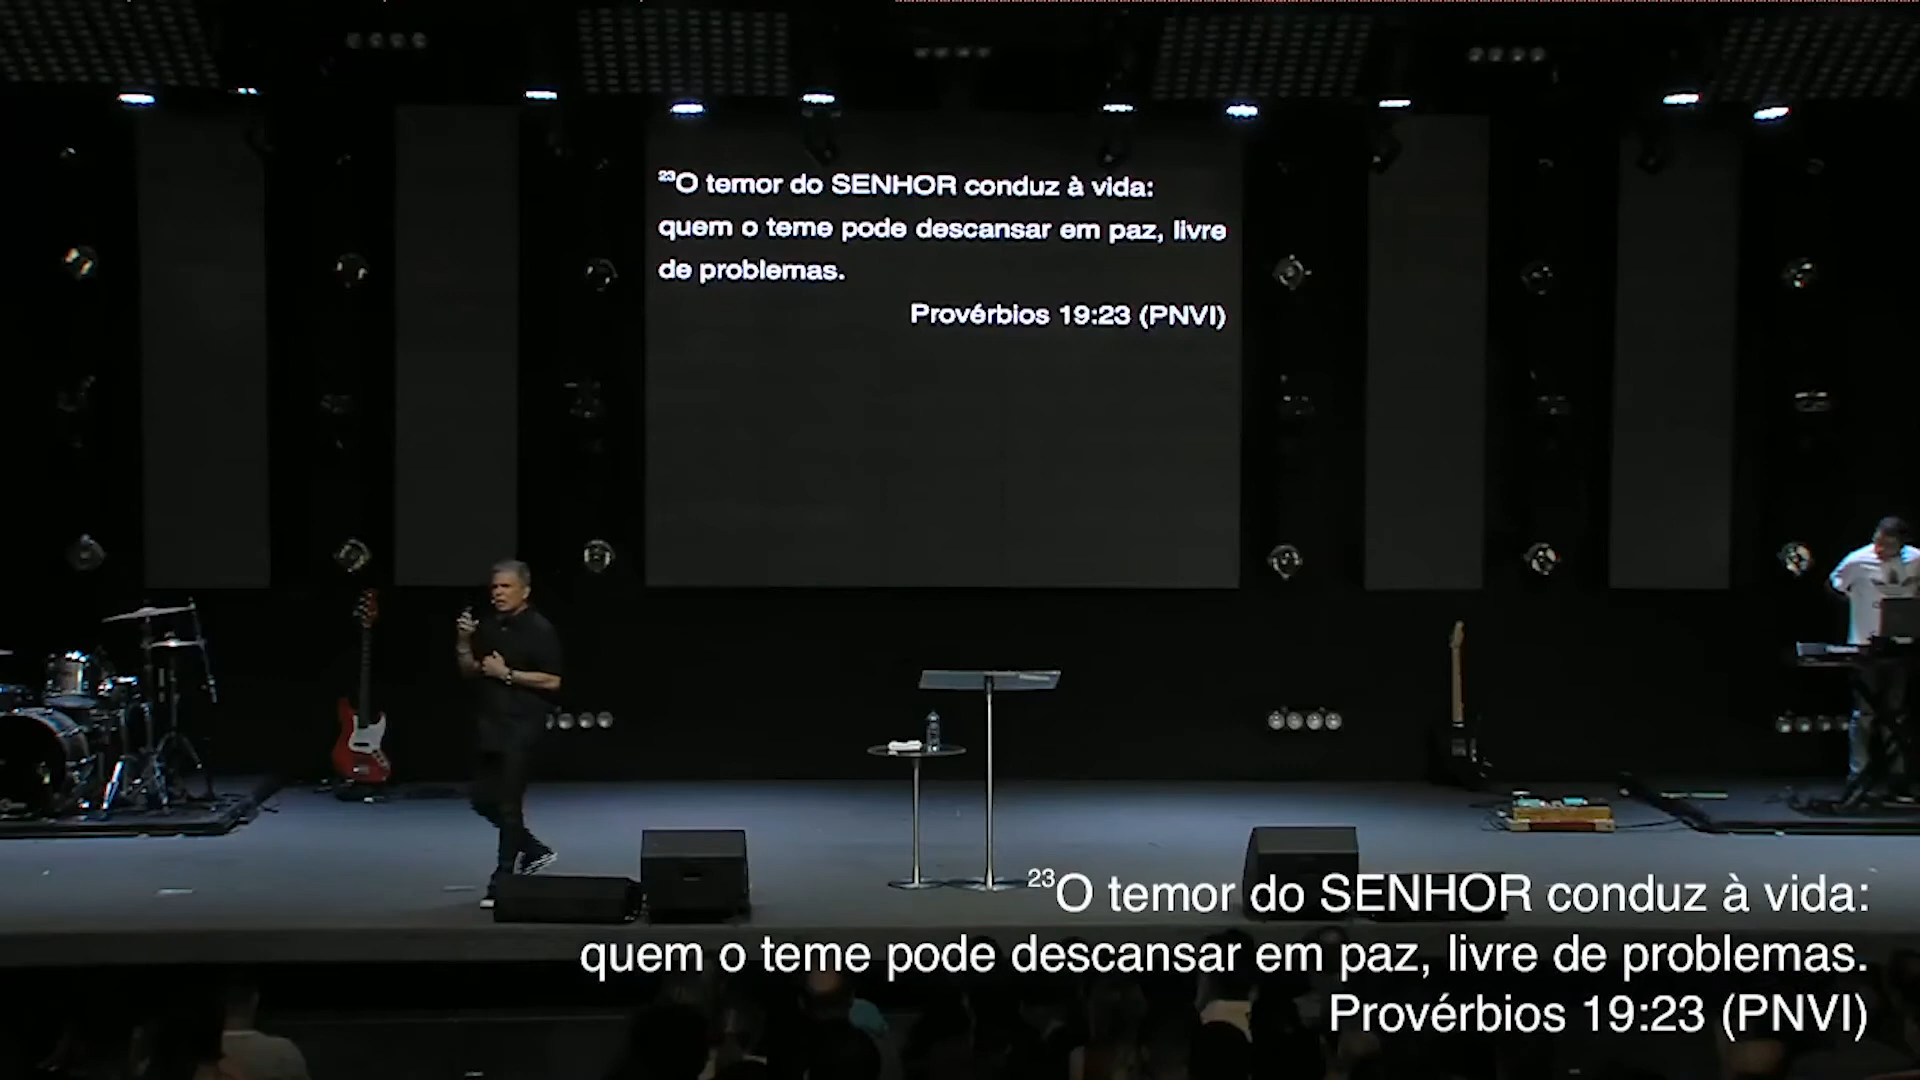 ²³O temor do SENHOR conduz à vida:
quem o teme pode descansar em paz, livre
de problemas.
Provérbios 19:23 (PNVI)
²³O temor do SENHOR conduz à vida:
quem o teme pode descansar em paz, livre de problemas.
Provérbios 19:23 (PNVI)